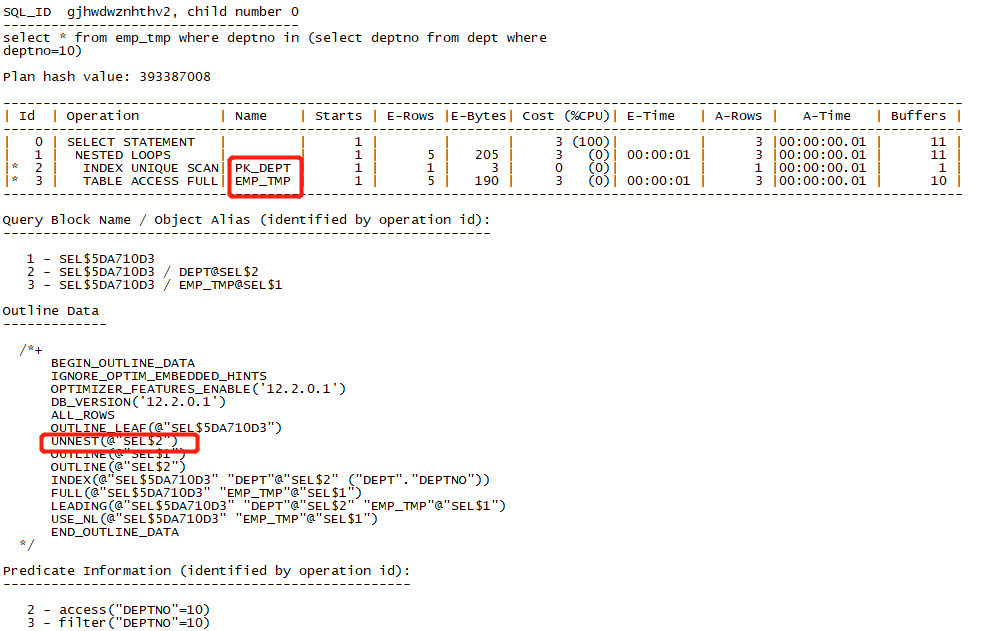 SQL_ID  gjhwdwznhthv2, child number 0
-------------------------------------
select * from emp_tmp where deptno in (select deptno from dept where
deptno=10)
Plan hash value: 393387008
------------------------------------------------------------------------------------------------------------------------
| Id  | Operation          | Name    | Starts | E-Rows |E-Bytes| Cost (%CPU)| E-Time   | A-Rows |   A-Time   | Buffers |
------------------------------------------------------------------------------------------------------------------------
|   0 | SELECT STATEMENT   |         |      1 |        |       |     3 (100)|          |      3 |00:00:00.01 |      11 |
|   1 |  NESTED LOOPS      |         |      1 |      5 |   205 |     3   (0)| 00:00:01 |      3 |00:00:00.01 |      11 |
|*  2 |   INDEX UNIQUE SCAN| PK_DEPT |      1 |      1 |     3 |     0   (0)|          |      1 |00:00:00.01 |       1 |
|*  3 |   TABLE ACCESS FULL| EMP_TMP |      1 |      5 |   190 |     3   (0)| 00:00:01 |      3 |00:00:00.01 |      10 |
------------------------------------------------------------------------------------------------------------------------
Query Block Name / Object Alias (identified by operation id):
-------------------------------------------------------------
   1 - SEL$5DA710D3
   2 - SEL$5DA710D3 / DEPT@SEL$2
   3 - SEL$5DA710D3 / EMP_TMP@SEL$1
Outline Data
-------------
  /*+
      BEGIN_OUTLINE_DATA
      IGNORE_OPTIM_EMBEDDED_HINTS
      OPTIMIZER_FEATURES_ENABLE('12.2.0.1')
      DB_VERSION('12.2.0.1')
      ALL_ROWS
      OUTLINE_LEAF(@"SEL$5DA710D3")
      UNNEST(@"SEL$2")
      OUTLINE(@"SEL$1")
      OUTLINE(@"SEL$2")
      INDEX(@"SEL$5DA710D3" "DEPT"@"SEL$2" ("DEPT"."DEPTNO"))
      FULL(@"SEL$5DA710D3" "EMP_TMP"@"SEL$1")
      LEADING(@"SEL$5DA710D3" "DEPT"@"SEL$2" "EMP_TMP"@"SEL$1")
      USE_NL(@"SEL$5DA710D3" "EMP_TMP"@"SEL$1")
      END_OUTLINE_DATA
  */
Predicate Information (identified by operation id):
---------------------------------------------------
   2 - access("DEPTNO"=10)
   3 - filter("DEPTNO"=10)